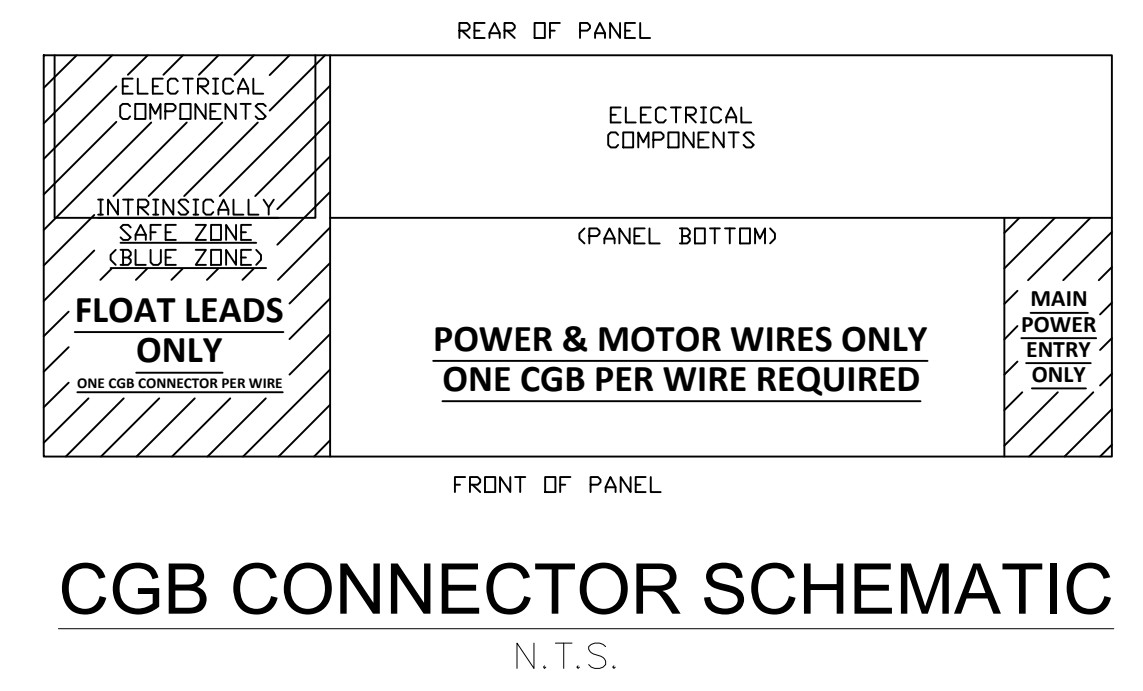 REAR OF PANEL
ELECTRICAL
COMPONENTS
ELECTRICAL
COMPONENTS
INTRINSICALLY
SAFE ZONE
(BLUE ZONE)
FLOAT LEADS
ONLY
ONE CGB CONNECTOR PER WIRE
(PANEL BOTTOM)
POWER & MOTOR WIRES ONLY
ONE CGB PER WIRE REQUIRED
MAIN
POWER
ENTRY
ONLY
FRONT OF PANEL
CGB CONNECTOR SCHEMATIC
N.T.S.